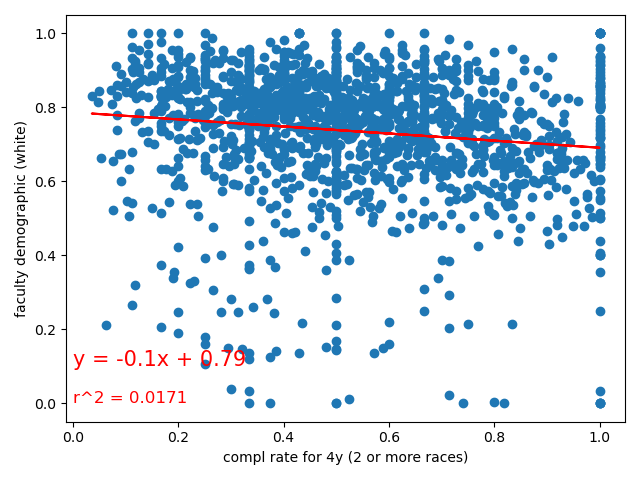 1.0
0.8
0.6
0.4
0.2
0.0
faculty demographic (white)
y = -0.1x + 0.79
r^2 = 0.0171
0.0 0.2 0.4 0.6 0.8 1.0
compl rate for 4y (2 or more races)